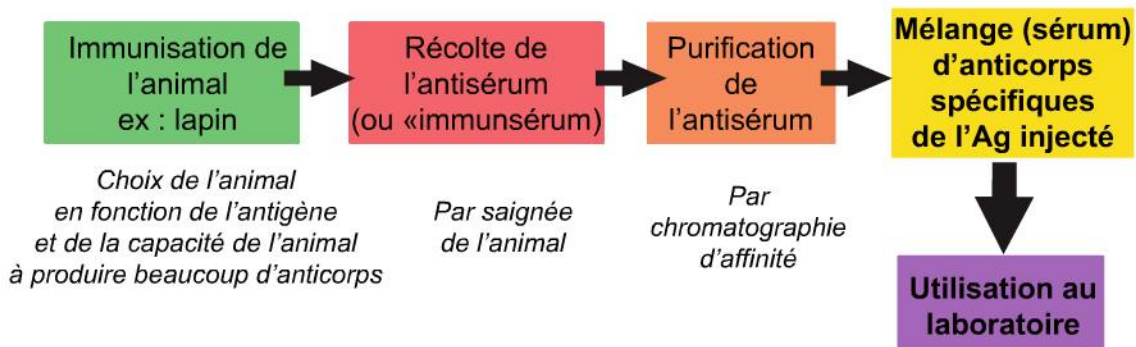 Immunisation de
l'animal
ex : lapin
Récolte de
l'antisérum
(ou «immunsérum)
Purification
de
l'antisérum
Mélange (sérum)
d'anticorps
spécifiques
de l'Ag injecté
Choix de l'animal
en fonction de l'antigène
et de la capacité de l'animal
à produire beaucoup d'anticorps
Par saignée
de l'animal
Par
chromatographie
d'affinité
Utilisation au
laboratoire